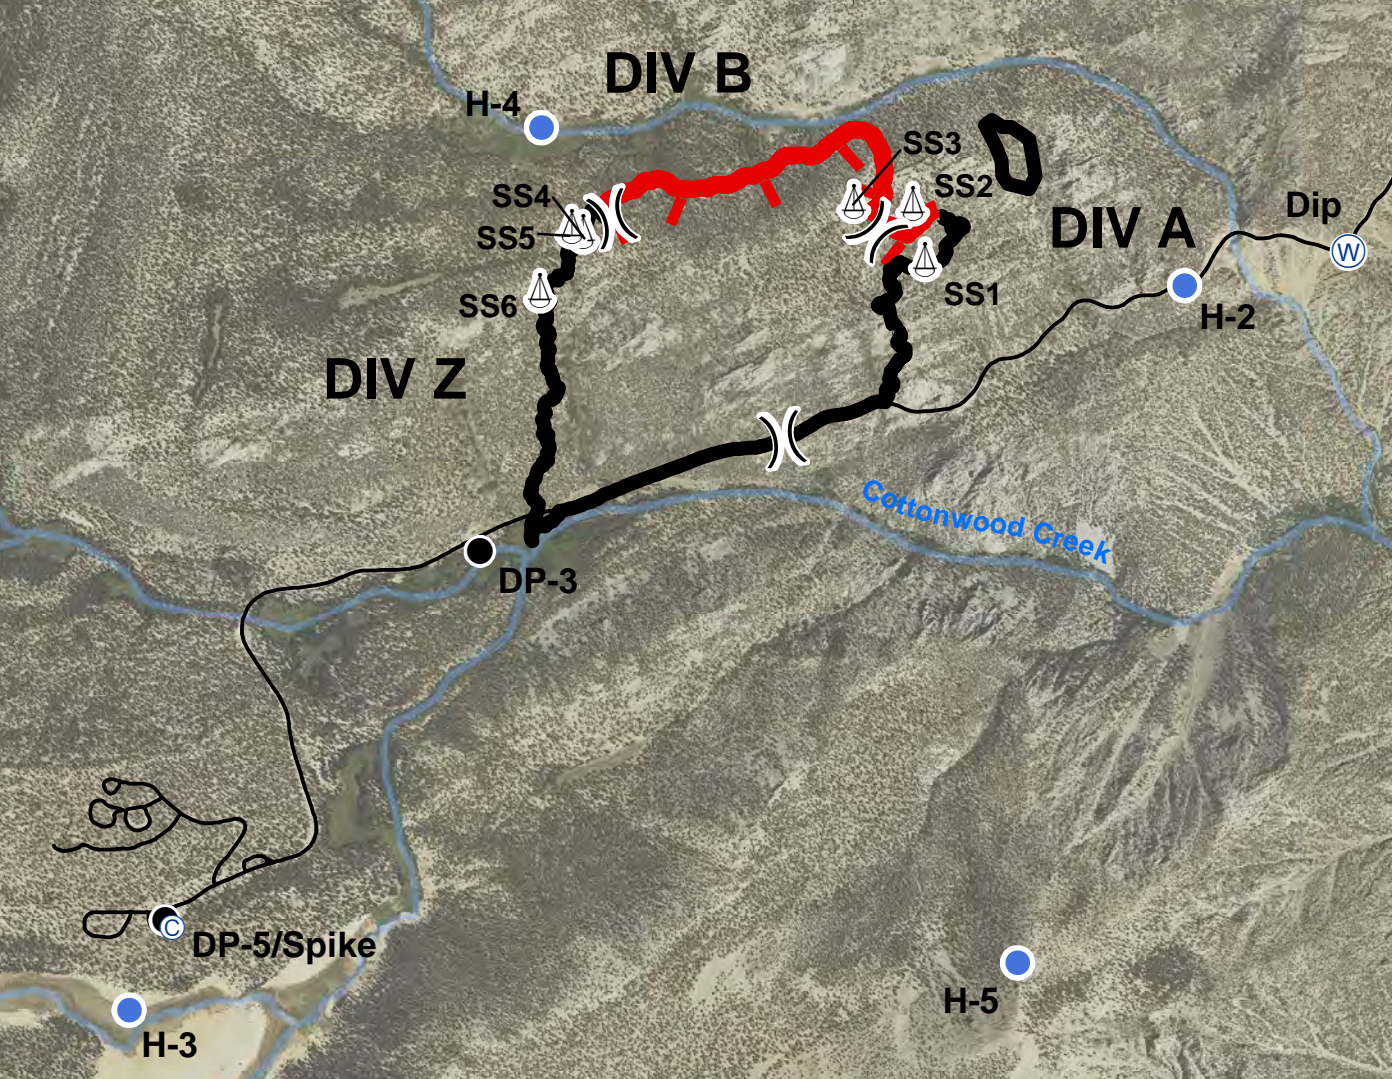 DIV B
H-4
SS3
SS2
SS4
Dip
DIV A
SS5
W
SS1
SS6
H-2
DIV Z
Cottonwood Creek
DP-3
C
DP-5/Spike
H-5
H-3